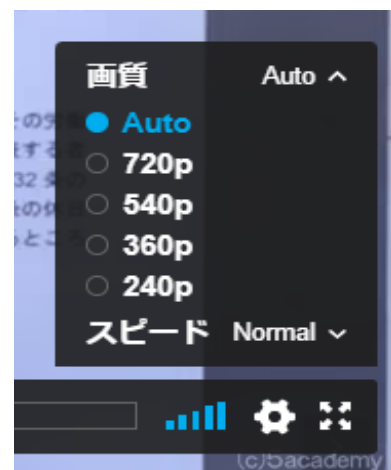 画質 Auto
Auto
720p
540p
360p
240p
スピード Normal
(c)5academy